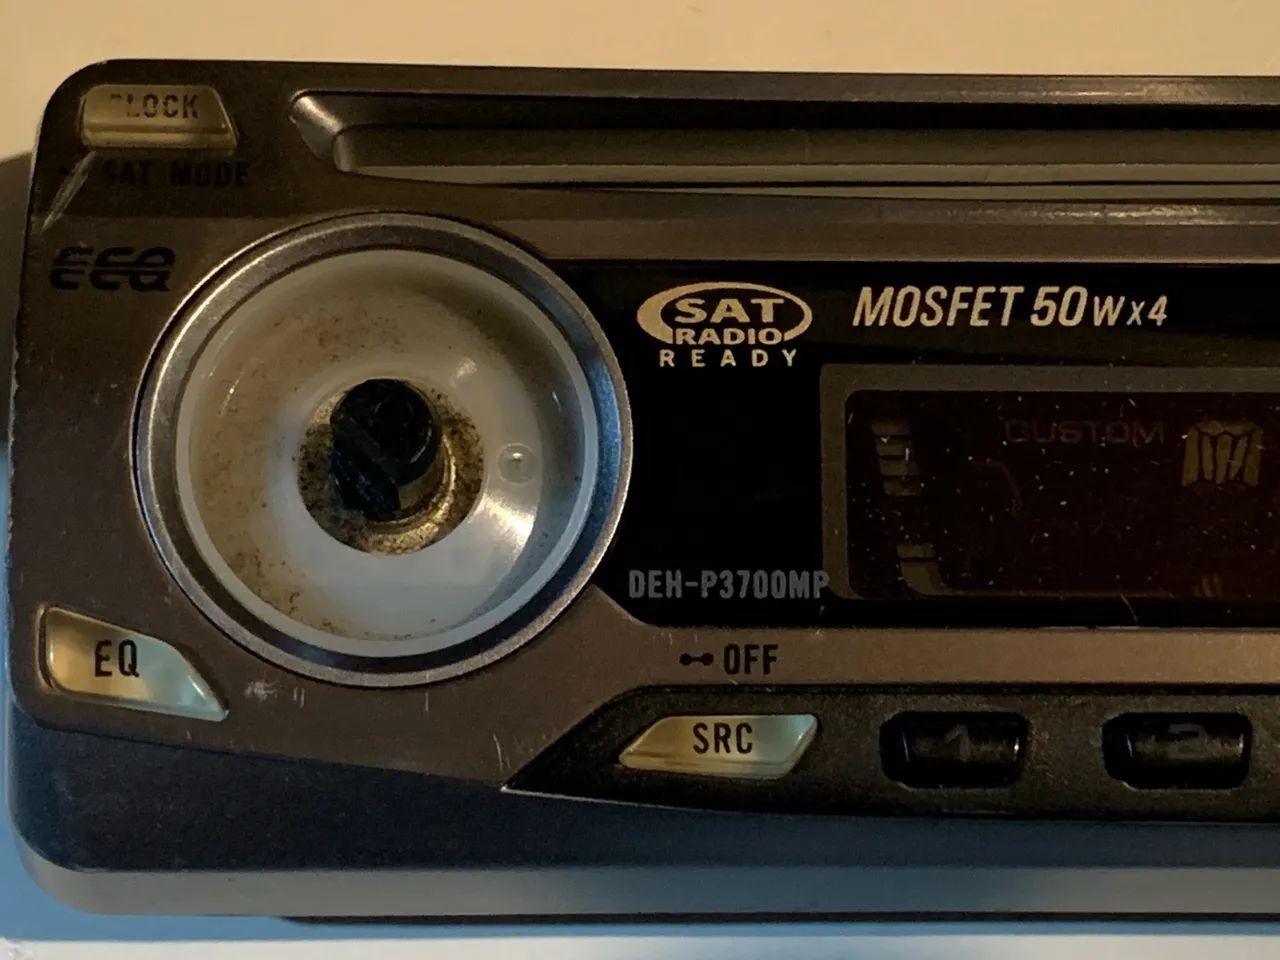 CLOCK
SAT MODE
EEQ
SAT
RADIO
READY
MOSFET 50Wx4
CUSTOM
DEH-P3700MP
EQ
OFF
SRC
1
2